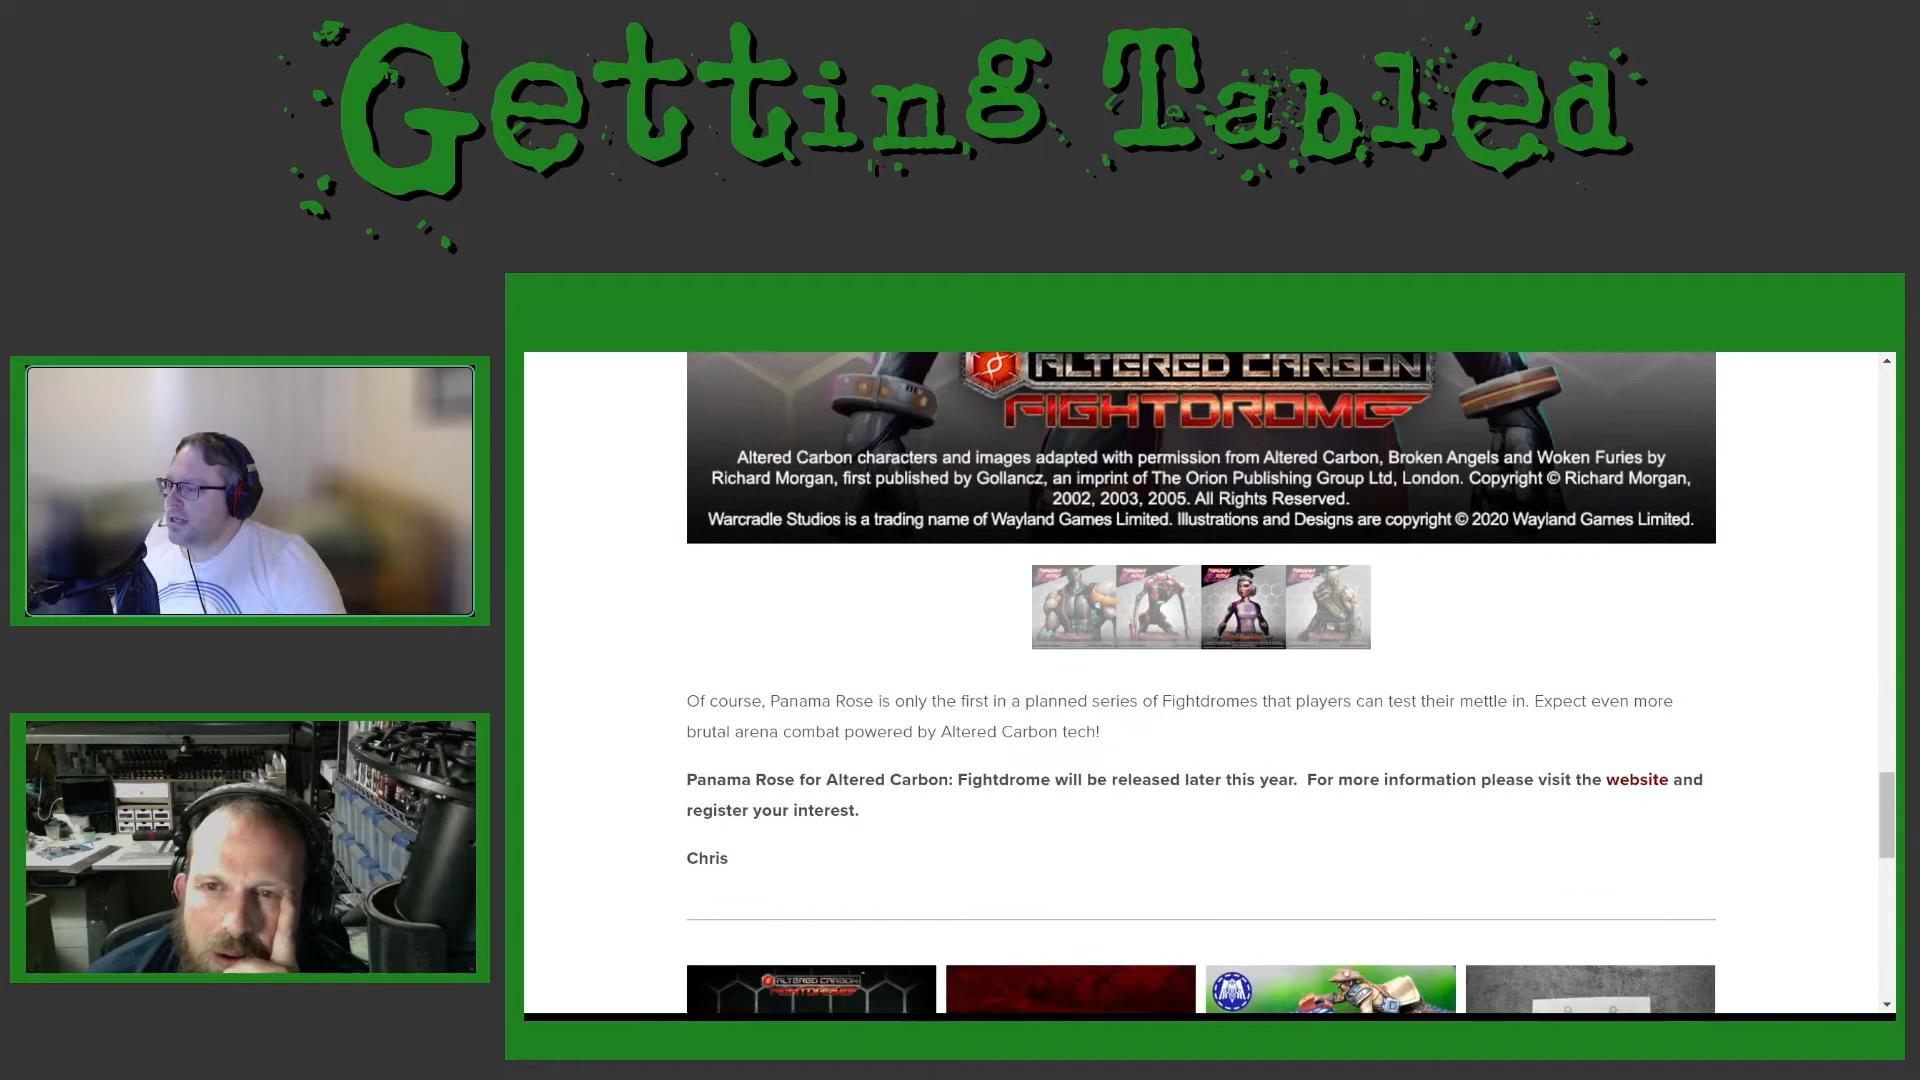 Getting Tabled
ALTERED CARBON
FIGHTDROME
Altered Carbon characters and images adapted with permission from Altered Carbon, Broken Angels and Woken Furies by
Richard Morgan, first published by Gollancz, an imprint of The Orion Publishing Group Ltd, London. Copyright © Richard Morgan,
2002, 2003, 2005. All Rights Reserved.
Warcradle Studios is a trading name of Wayland Games Limited. Illustrations and Designs are copyright © 2020 Wayland Games Limited.
Of course, Panama Rose is only the first in a planned series of Fightdromes that players can test their mettle in. Expect even more
brutal arena combat powered by Altered Carbon tech!
Panama Rose for Altered Carbon: Fightdrome will be released later this year. For more information please visit the website and
register your interest.
Chris
ALTERED CARBON
FIGHTDROME